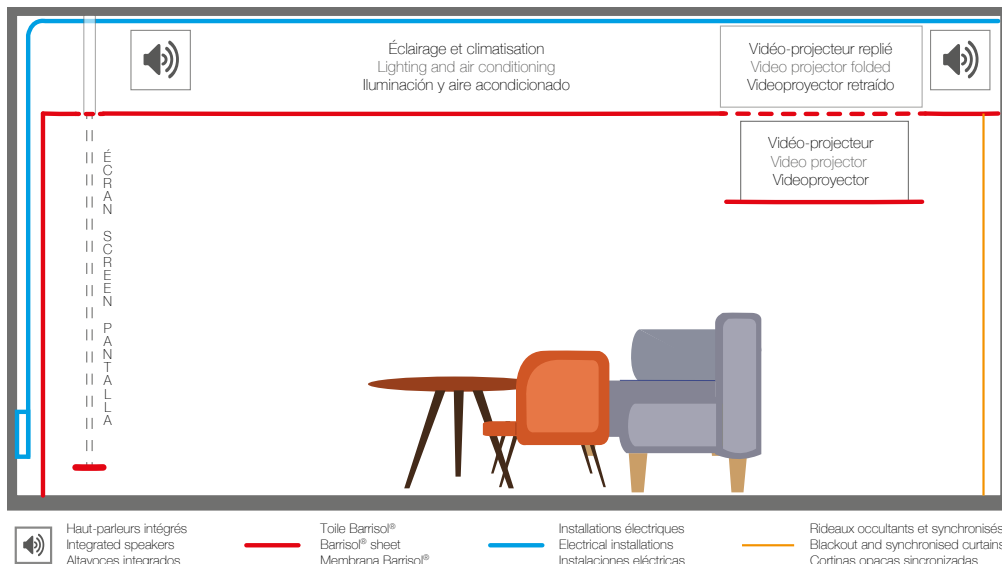 Éclairage et climatisation
Lighting and air conditioning
Iluminación y aire acondicionado
Vidéo-projecteur replié
Video projector folded
Videoproyector retraído
Vidéo-projecteur
Video projector
Videoproyector
ÉCRAN SCREEN PANTALLA
Haut-parleurs intégrés
Integrated speakers
Altavoces integrados
Toile Barrisol®
Barrisol® sheet
Membrana Barrisol®
Installations électriques
Electrical installations
Instalaciones eléctricas
Rideaux occultants et synchronisés
Blackout and synchronised curtains
Cortinas opacas sincronizadas